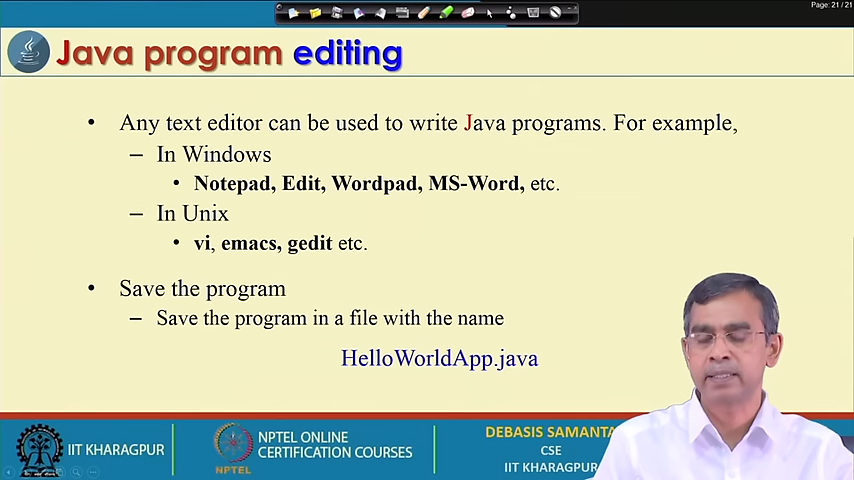 Page: 21 / 21
Java program editing
• Any text editor can be used to write Java programs. For example,
– In Windows
• Notepad, Edit, Wordpad, MS-Word, etc.
– In Unix
• vi, emacs, gedit etc.
• Save the program
– Save the program in a file with the name
HelloWorldApp.java
IIT KHARAGPUR
NPTEL
NPTEL ONLINE
CERTIFICATION COURSES
DEBASIS SAMANTA
CSE
IIT KHARAGPUR